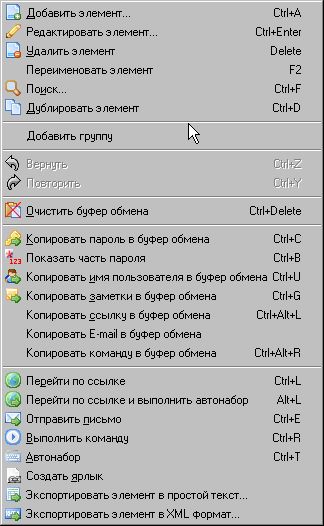 Добавить элемент... Ctrl+A
Редактировать элемент... Ctrl+Enter
Удалить элемент Delete
Переименовать элемент F2
Поиск... Ctrl+F
Дублировать элемент Ctrl+D
Добавить группу
Вернуть Ctrl+Z
Повторить Ctrl+Y
Очистить буфер обмена Ctrl+Delete
Копировать пароль в буфер обмена Ctrl+C
123 Показать часть пароля Ctrl+B
Копировать имя пользователя в буфер обмена Ctrl+U
Копировать заметки в буфер обмена Ctrl+G
Копировать ссылку в буфер обмена Ctrl+Alt+L
Копировать E-mail в буфер обмена
Копировать команду в буфер обмена Ctrl+Alt+R
Перейти по ссылке Ctrl+L
Перейти по ссылке и выполнить автонабор Alt+L
Отправить письмо Ctrl+E
Выполнить команду Ctrl+R
Автонабор Ctrl+T
Создать ярлык
Экспортировать элемент в простой текст...
Экспортировать элемент в XML формат...